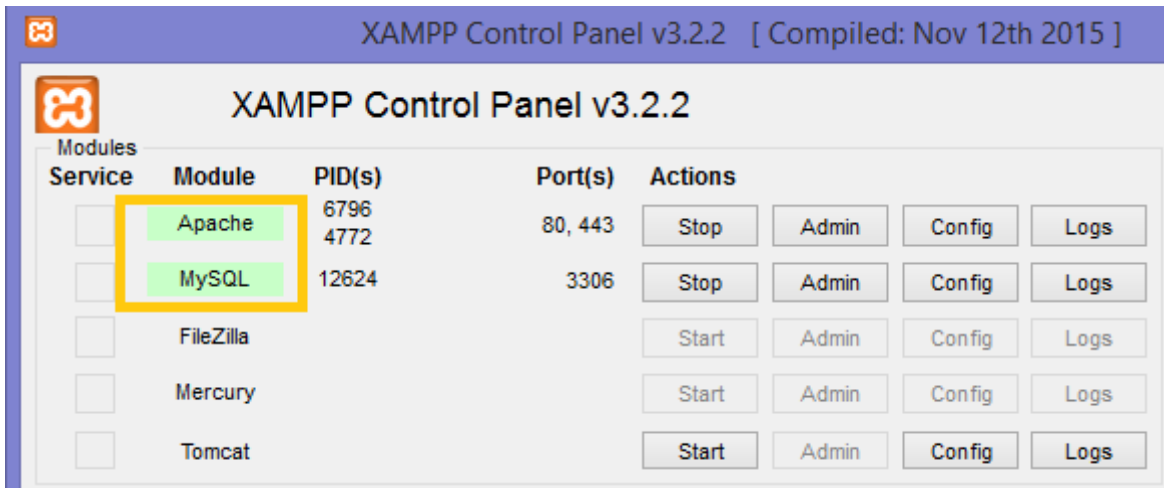 XAMPP Control Panel v3.2.2 [ Compiled: Nov 12th 2015 ]
XAMPP Control Panel v3.2.2
Modules
Service Module PID(s) Port(s) Actions
Apache 6796 4772 80, 443 Stop Admin Config Logs
MySQL 12624 3306 Stop Admin Config Logs
FileZilla Start Admin Config Logs
Mercury Start Admin Config Logs
Tomcat Start Admin Config Logs